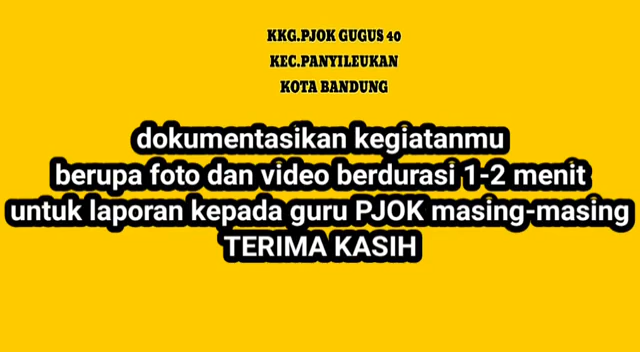 KKG.PJOK GUGUS 40
KEC.PANYILEUKAN
KOTA BANDUNG
dokumentasikan kegiatanmu
berupa foto dan video berdurasi 1-2 menit
untuk laporan kepada guru PJOK masing-masing
TERIMA KASIH